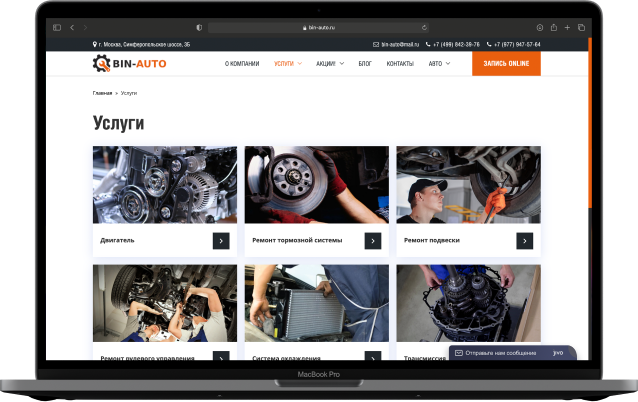 bin-auto.ru
г. Москва, Симферопольское шоссе, 35
bin-auto@mail.ru +7 (499) 842-39-76 +7 (977) 947-57-64
BIN-AUTO О КОМПАНИИ УСЛУГИ АКЦИИ! БЛОГ КОНТАКТЫ АВТО ЗАПИСЬ ONLINE
Главная » Услуги
Услуги
Двигатель Ремонт тормозной системы Ремонт подвески
Ремонт рулевого управления Система охлаждения Трансмиссия
Отправьте нам сообщение jivo
MacBook Pro